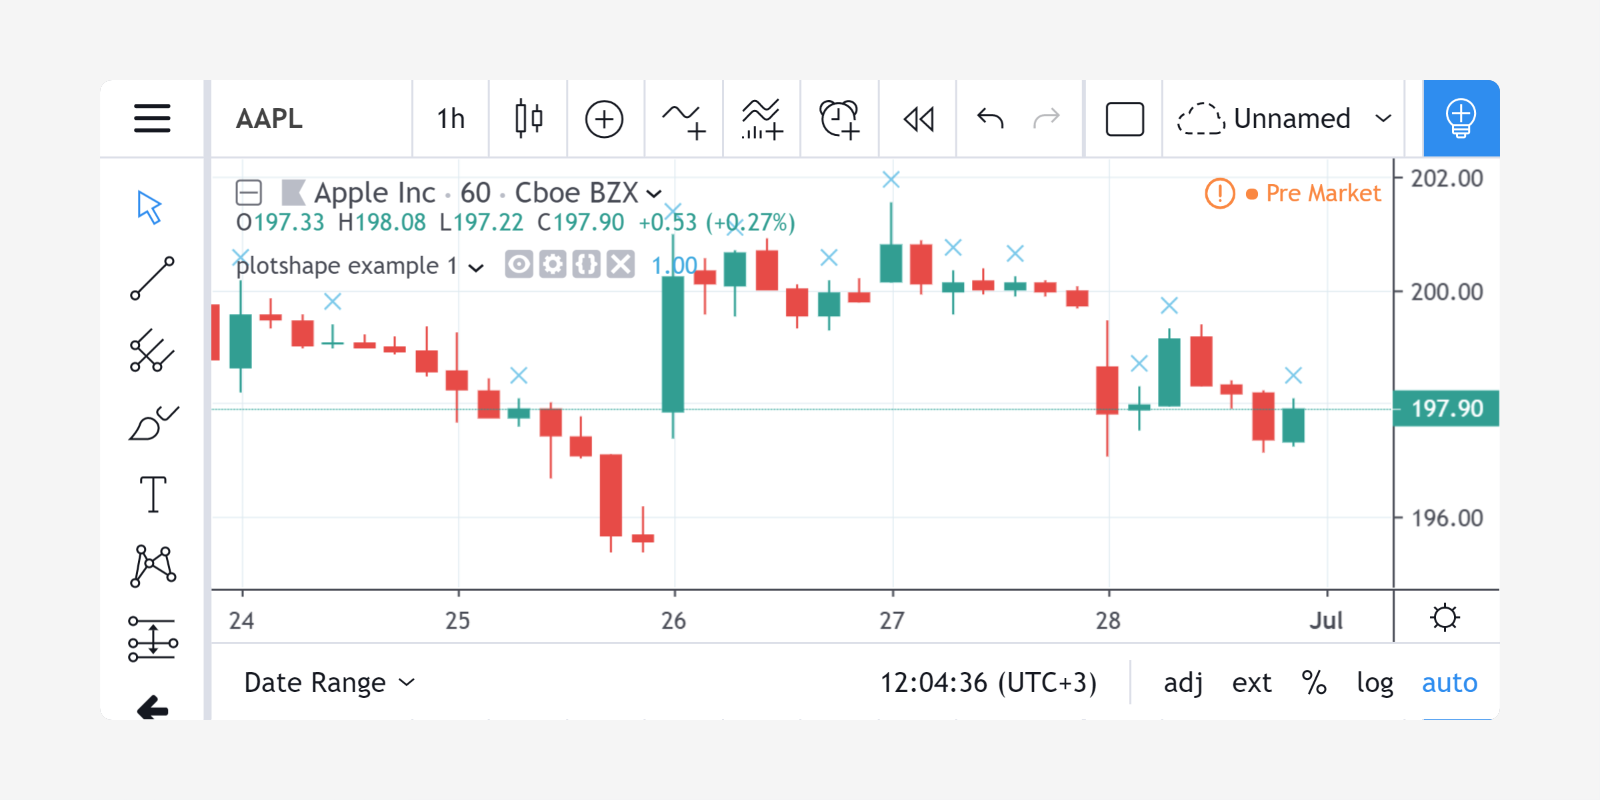 AAPL 1h Unnamed
Apple Inc · 60 · Cboe BZX
Pre Market
O197.33 H198.08 L197.22 C197.90 +0.53 (+0.27%)
plotshape example 1 1.00
202.00
200.00
197.90
196.00
24 25 26 27 28 Jul
Date Range 12:04:36 (UTC+3) adj ext % log auto